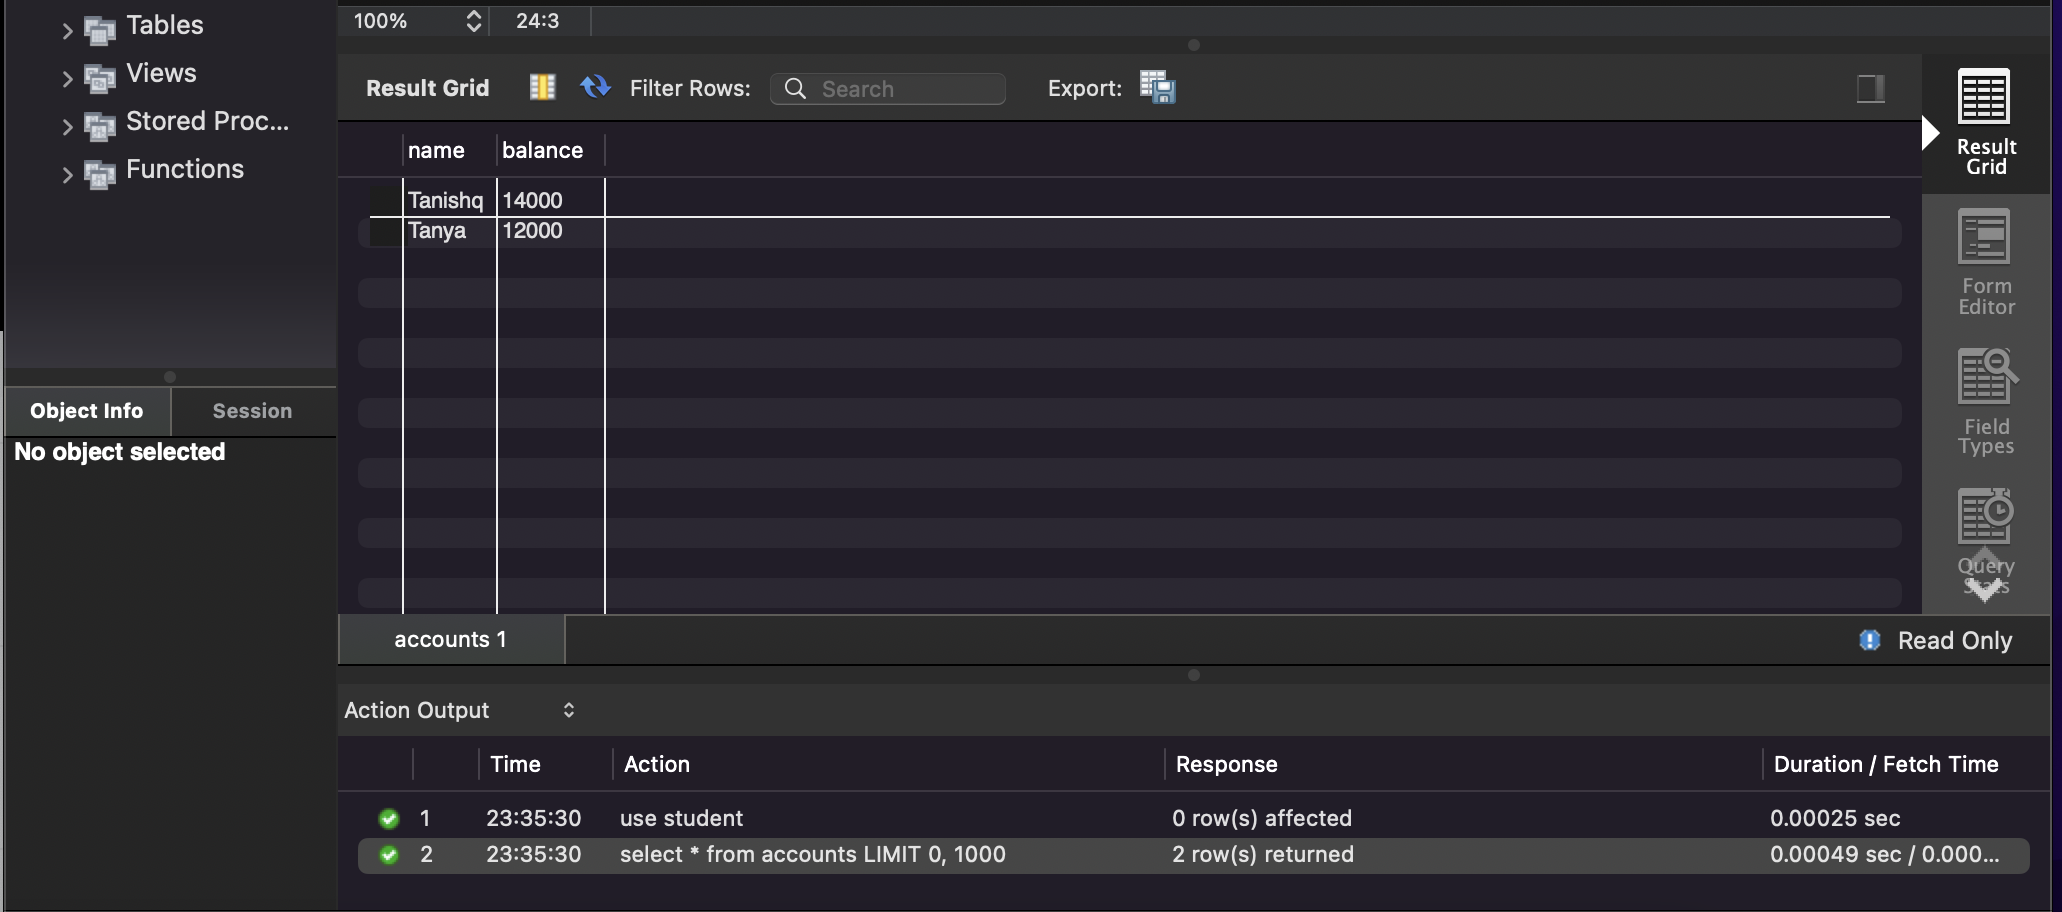 Tables
Views
Stored Proc...
Functions
Object Info Session
No object selected
100% 24:3
Result Grid Filter Rows: Search Export:
name balance
Tanishq 14000
Tanya 12000
Result
Grid
Form
Editor
Field
Types
Query
Stats
accounts 1 Read Only
Action Output
Time Action Response Duration / Fetch Time
1 23:35:30 use student 0 row(s) affected 0.00025 sec
2 23:35:30 select * from accounts LIMIT 0, 1000 2 row(s) returned 0.00049 sec / 0.000...